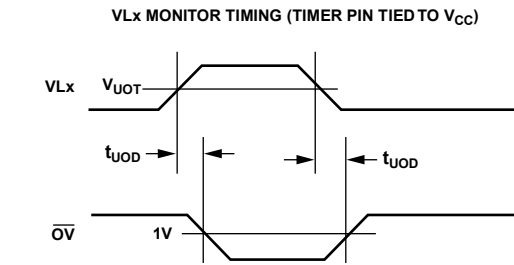 VLx MONITOR TIMING (TIMER PIN TIED TO VCC)
VLx
VUOT
tUOD
tUOD
OV
1V